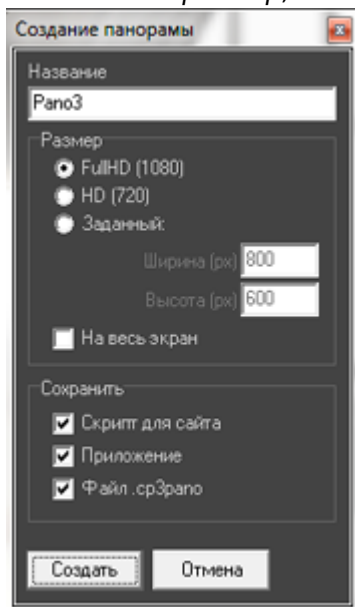 Создание панорамы
Название
Pano3
Размер
FullHD (1080)
HD (720)
Заданный:
Ширина (px) 800
Высота (px) 600
На весь экран
Сохранить
Скрипт для сайта
Приложение
Файл .cp3pano
Создать Отмена